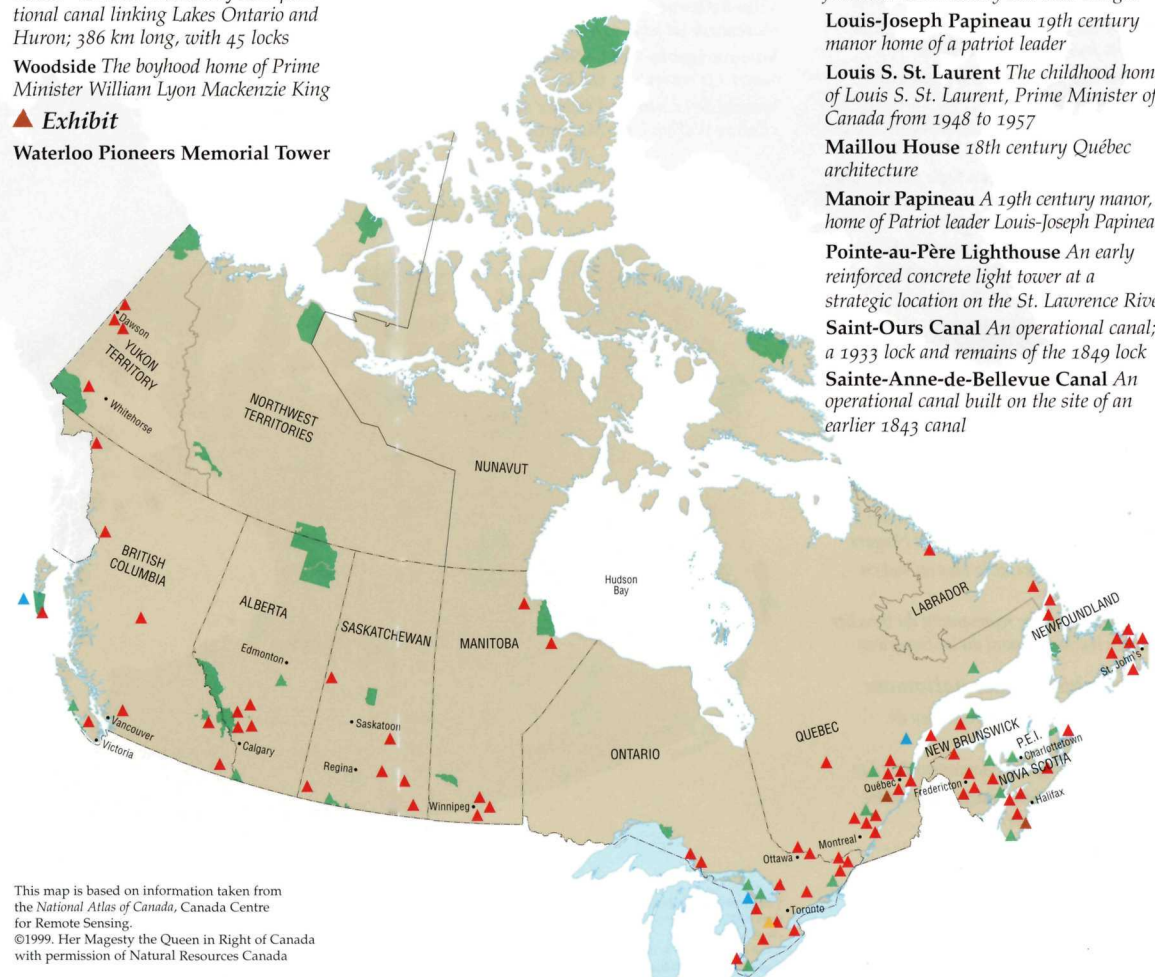 tional canal linking Lakes Ontario and
Huron; 386 km long, with 45 locks
Woodside The boyhood home of Prime
Minister William Lyon Mackenzie King
Exhibit
Waterloo Pioneers Memorial Tower
Louis-Joseph Papineau 19th century
manor home of a patriot leader
Louis S. St. Laurent The childhood hom
of Louis S. St. Laurent, Prime Minister of
Canada from 1948 to 1957
Maillou House 18th century Québec
architecture
Manoir Papineau A 19th century manor,
home of Patriot leader Louis-Joseph Papinea
Pointe-au-Père Lighthouse An early
reinforced concrete light tower at a
strategic location on the St. Lawrence Rive
Saint-Ours Canal An operational canal;
a 1933 lock and remains of the 1849 lock
Sainte-Anne-de-Bellevue Canal An
operational canal built on the site of an
earlier 1843 canal
Dawson
YUKON
TERRITORY
Whitehorse
NORTHWEST
TERRITORIES
NUNAVUT
BRITISH
COLUMBIA
ALBERTA
Edmonton
SASKATCHEWAN
MANITOBA
Hudson
Bay
LABRADOR
NEWFOUNDLAND
St. John's
Vancouver
Victoria
Calgary
Saskatoon
Regina
Winnipeg
ONTARIO
QUEBEC
NEW BRUNSWICK
P.E.I.
Charlottetown
NOVA SCOTIA
Québec
Fredericton
Halifax
Montreal
Ottawa
Toronto
This map is based on information taken from
the National Atlas of Canada, Canada Centre
for Remote Sensing.
©1999. Her Magesty the Queen in Right of Canada
with permission of Natural Resources Canada